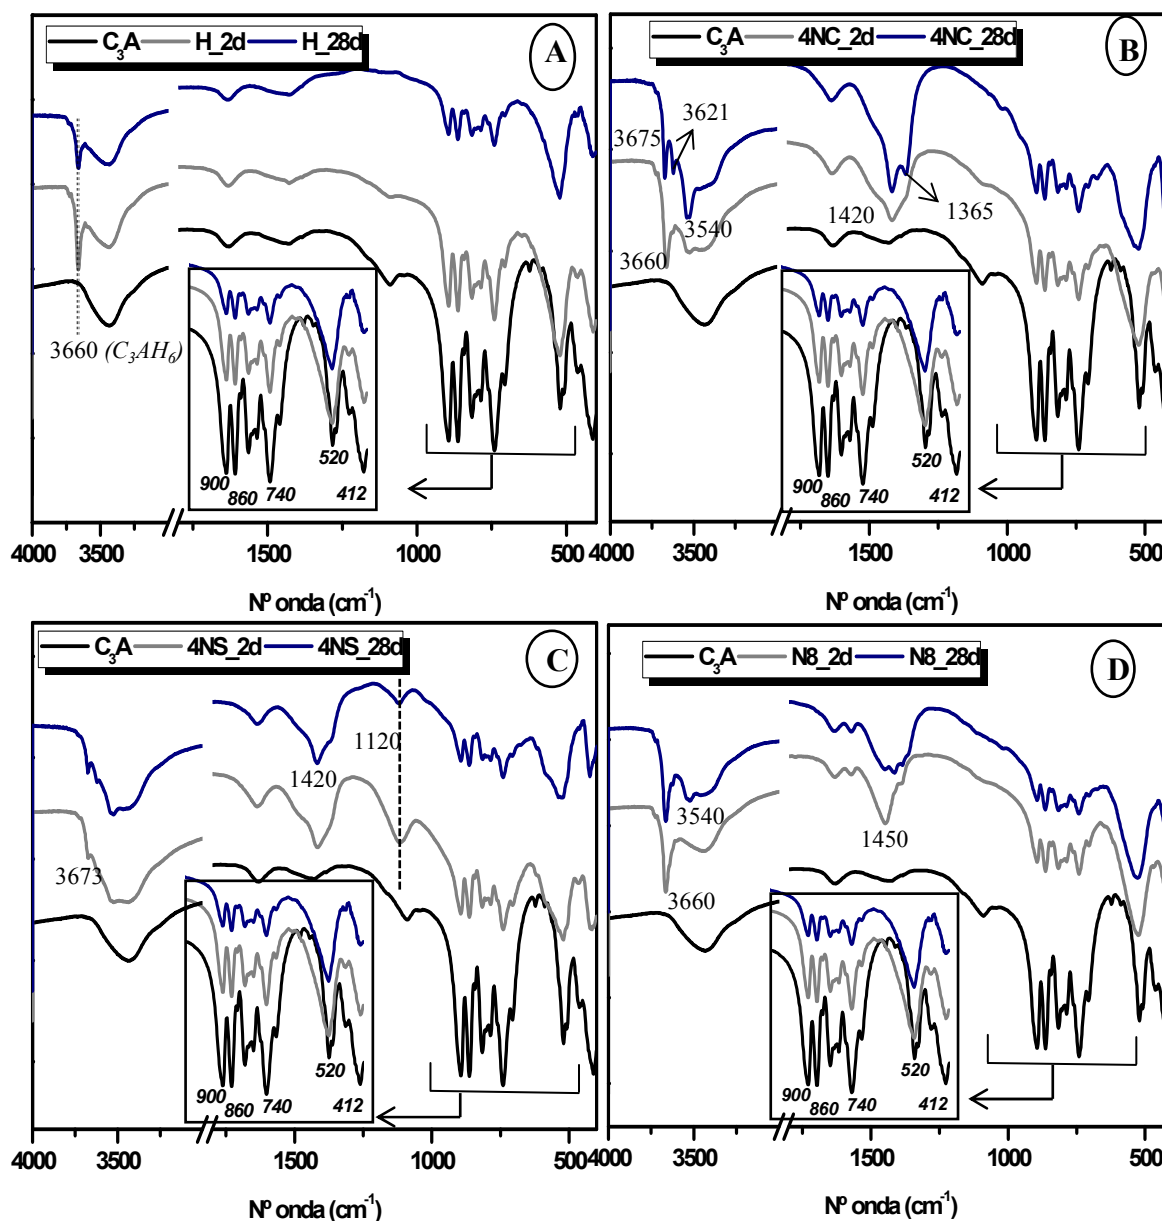 C₃A H_2d H_28d
A
3660 (C₃AH₆)
900 860 740 520 412
4000 3500 1500 1000 500 400
Nº onda (cm⁻¹)
C₃A 4NC_2d 4NC_28d
B
3675 3621
3660 3540
1420 1365
900 860 740 520 412
4000 3500 1500 1000 500
Nº onda (cm⁻¹)
C₃A 4NS_2d 4NS_28d
C
1120
1420
3673
900 860 740 520 412
4000 3500 1500 1000 500 400
Nº onda (cm⁻¹)
C₃A N8_2d N8_28d
D
3540
1450
3660
900 860 740 520 412
4000 3500 1500 1000 500
Nº onda (cm⁻¹)